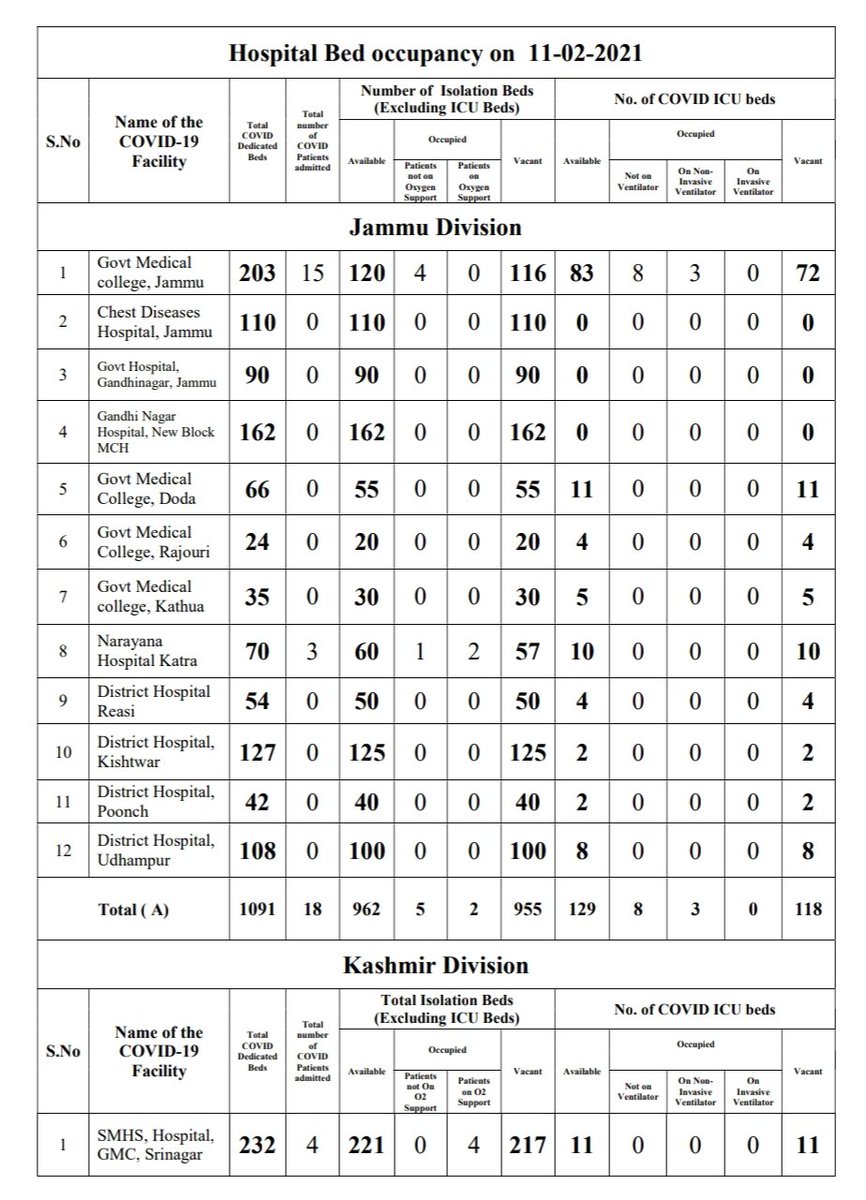 Hospital Bed occupancy on 11-02-2021
S.No
Name of the
COVID-19
Facility
Total
COVID
Dedicated
Beds
Total
number
of
COVID
Patients
admitted
Number of Isolation Beds
(Excluding ICU Beds)
No. of COVID ICU beds
Available
Occupied
Vacant
Available
Occupied
Vacant
Patients
not on
Oxygen
Support
Patients
on
Oxygen
Support
Not on
Ventilator
On Non-
Invasive
Ventilator
On
Invasive
Ventilator
Jammu Division
1 Govt Medical college, Jammu 203 15 120 4 0 116 83 8 3 0 72
2 Chest Diseases Hospital, Jammu 110 0 110 0 0 110 0 0 0 0 0
3 Govt Hospital, Gandhinagar, Jammu 90 0 90 0 0 90 0 0 0 0 0
4 Gandhi Nagar Hospital, New Block MCH 162 0 162 0 0 162 0 0 0 0 0
5 Govt Medical College, Doda 66 0 55 0 0 55 11 0 0 0 11
6 Govt Medical College, Rajouri 24 0 20 0 0 20 4 0 0 0 4
7 Govt Medical college, Kathua 35 0 30 0 0 30 5 0 0 0 5
8 Narayana Hospital Katra 70 3 60 1 2 57 10 0 0 0 10
9 District Hospital Reasi 54 0 50 0 0 50 4 0 0 0 4
10 District Hospital, Kishtwar 127 0 125 0 0 125 2 0 0 0 2
11 District Hospital, Poonch 42 0 40 0 0 40 2 0 0 0 2
12 District Hospital, Udhampur 108 0 100 0 0 100 8 0 0 0 8
Total ( A) 1091 18 962 5 2 955 129 8 3 0 118
Kashmir Division
S.No
Name of the
COVID-19
Facility
Total
COVID
Dedicated
Beds
Total
number
of
COVID
Patients
admitted
Total Isolation Beds
(Excluding ICU Beds)
No. of COVID ICU beds
Available
Occupied
Vacant
Available
Occupied
Vacant
Patients
not On
O2
Support
Patients
on O2
Support
Not on
Ventilator
On Non-
Invasive
Ventilator
On
Invasive
Ventilator
1 SMHS, Hospital, GMC, Srinagar 232 4 221 0 4 217 11 0 0 0 11